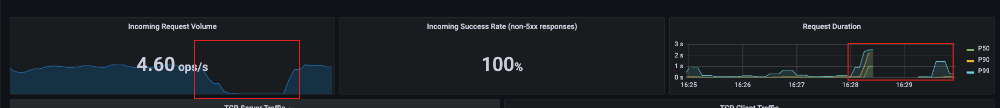 Incoming Request Volume
4.60 ops/s
Incoming Success Rate (non-5xx responses)
100%
Request Duration
3 s
2 s
1 s
0 s
16:25 16:26 16:27 16:28 16:29
P50
P90
P99
TCP Server Traffic
TCP Client Traffic